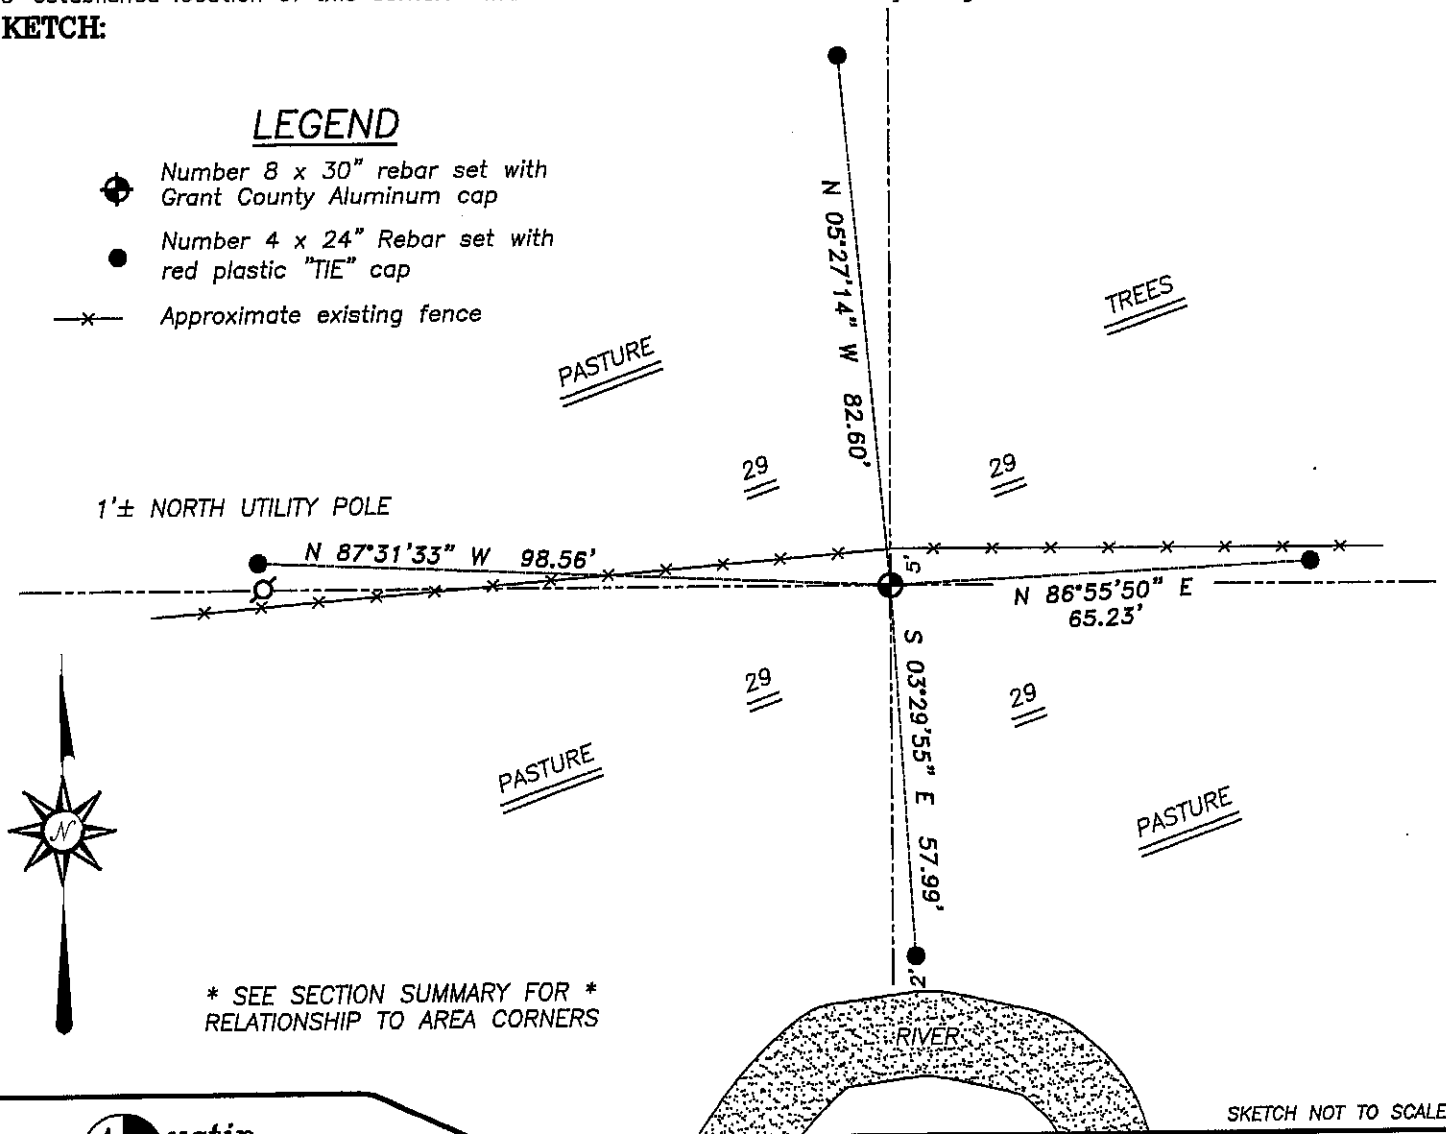 KETCH:
LEGEND
Number 8 x 30" rebar set with
Grant County Aluminum cap
Number 4 x 24" Rebar set with
red plastic "TIE" cap
Approximate existing fence
N 05°27'14" W 82.60'
TREES
PASTURE
29
29
1'± NORTH UTILITY POLE
N 87°31'33" W 98.56'
5'
N 86°55'50" E
65.23'
S 03°29'55" E 57.99'
29
29
PASTURE
PASTURE
N
2'
* SEE SECTION SUMMARY FOR *
RELATIONSHIP TO AREA CORNERS
RIVER
SKETCH NOT TO SCALE